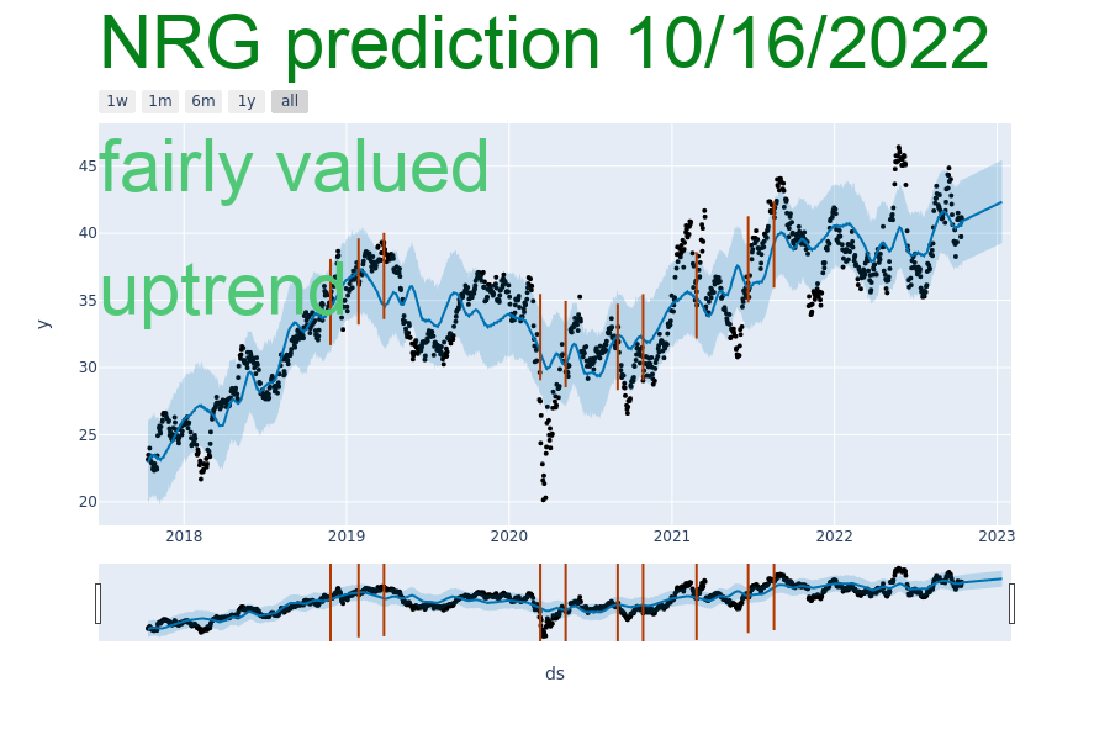 NRG prediction 10/16/2022
1w 1m 6m 1y all
fairly valued
uptrend
45
40
35
30
25
20
y
2018 2019 2020 2021 2022 2023
ds